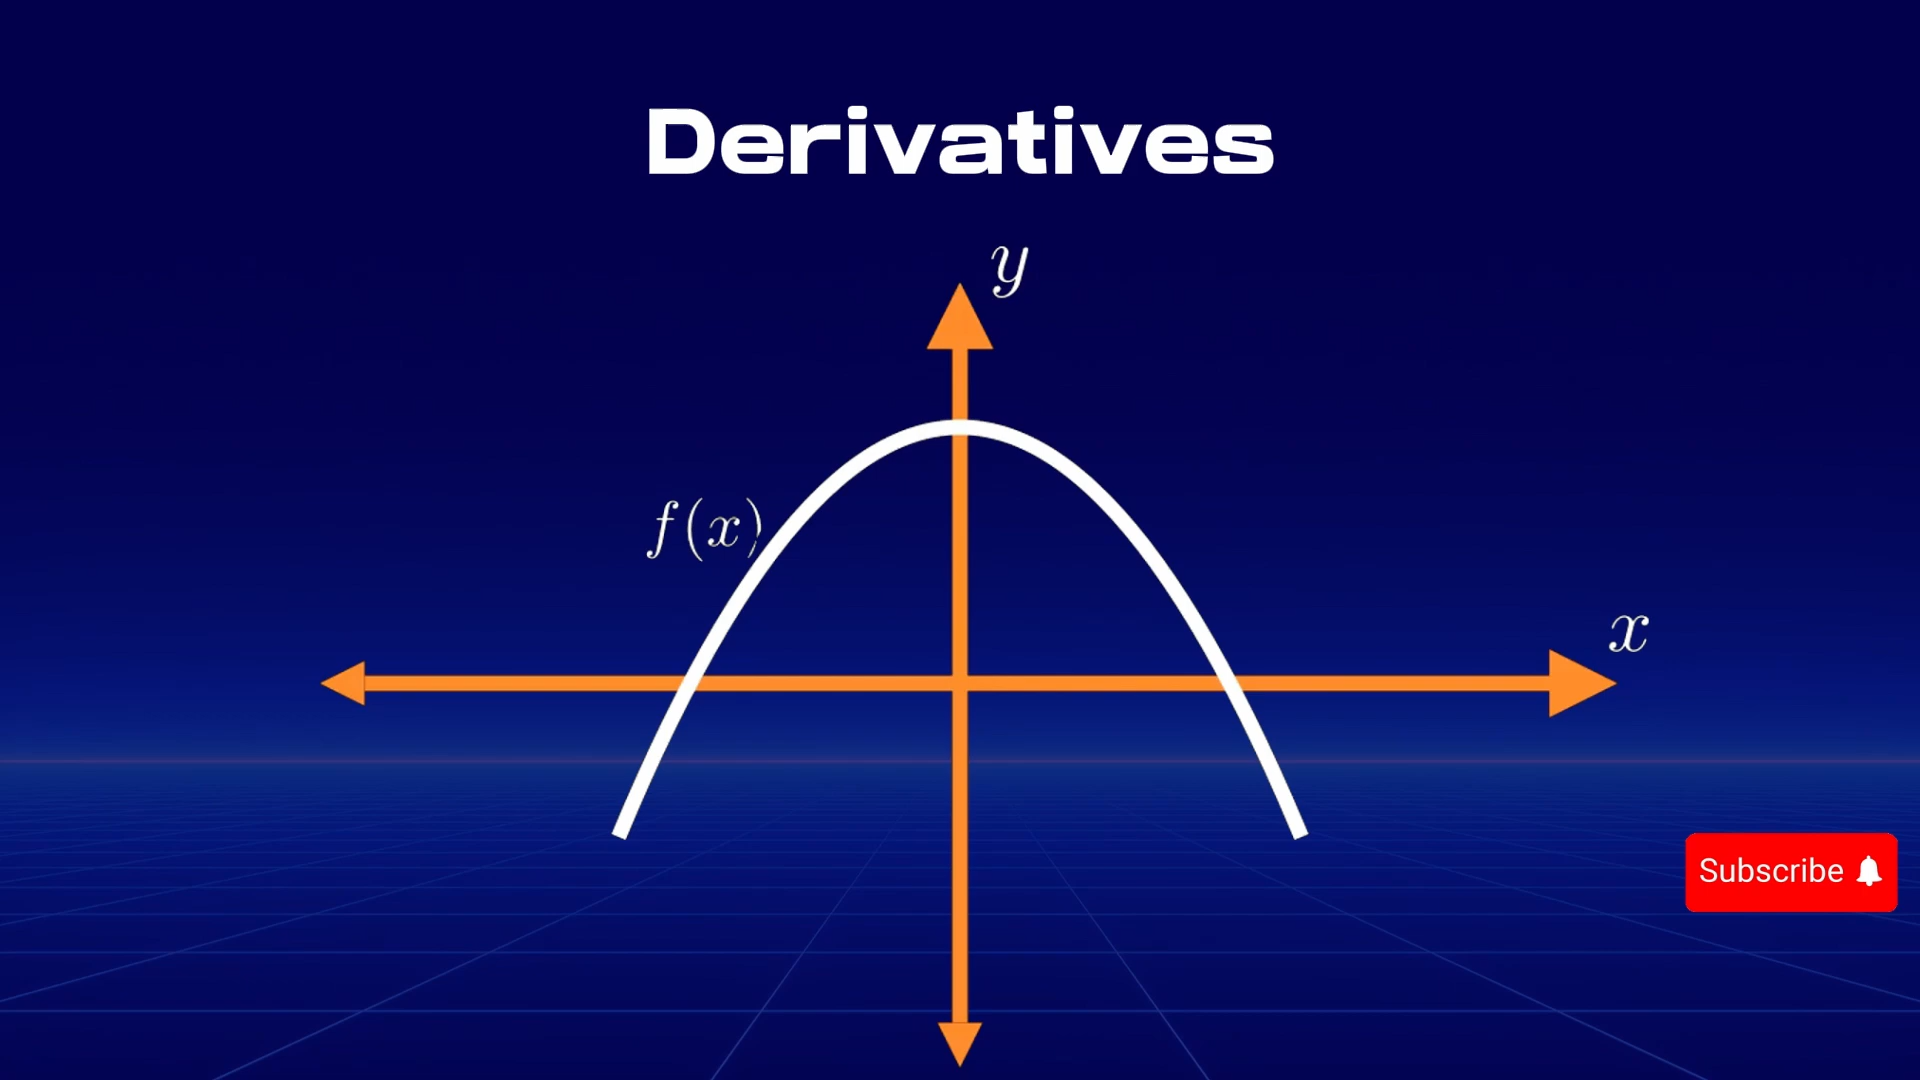 Derivatives
y
f(x)
x
Subscribe